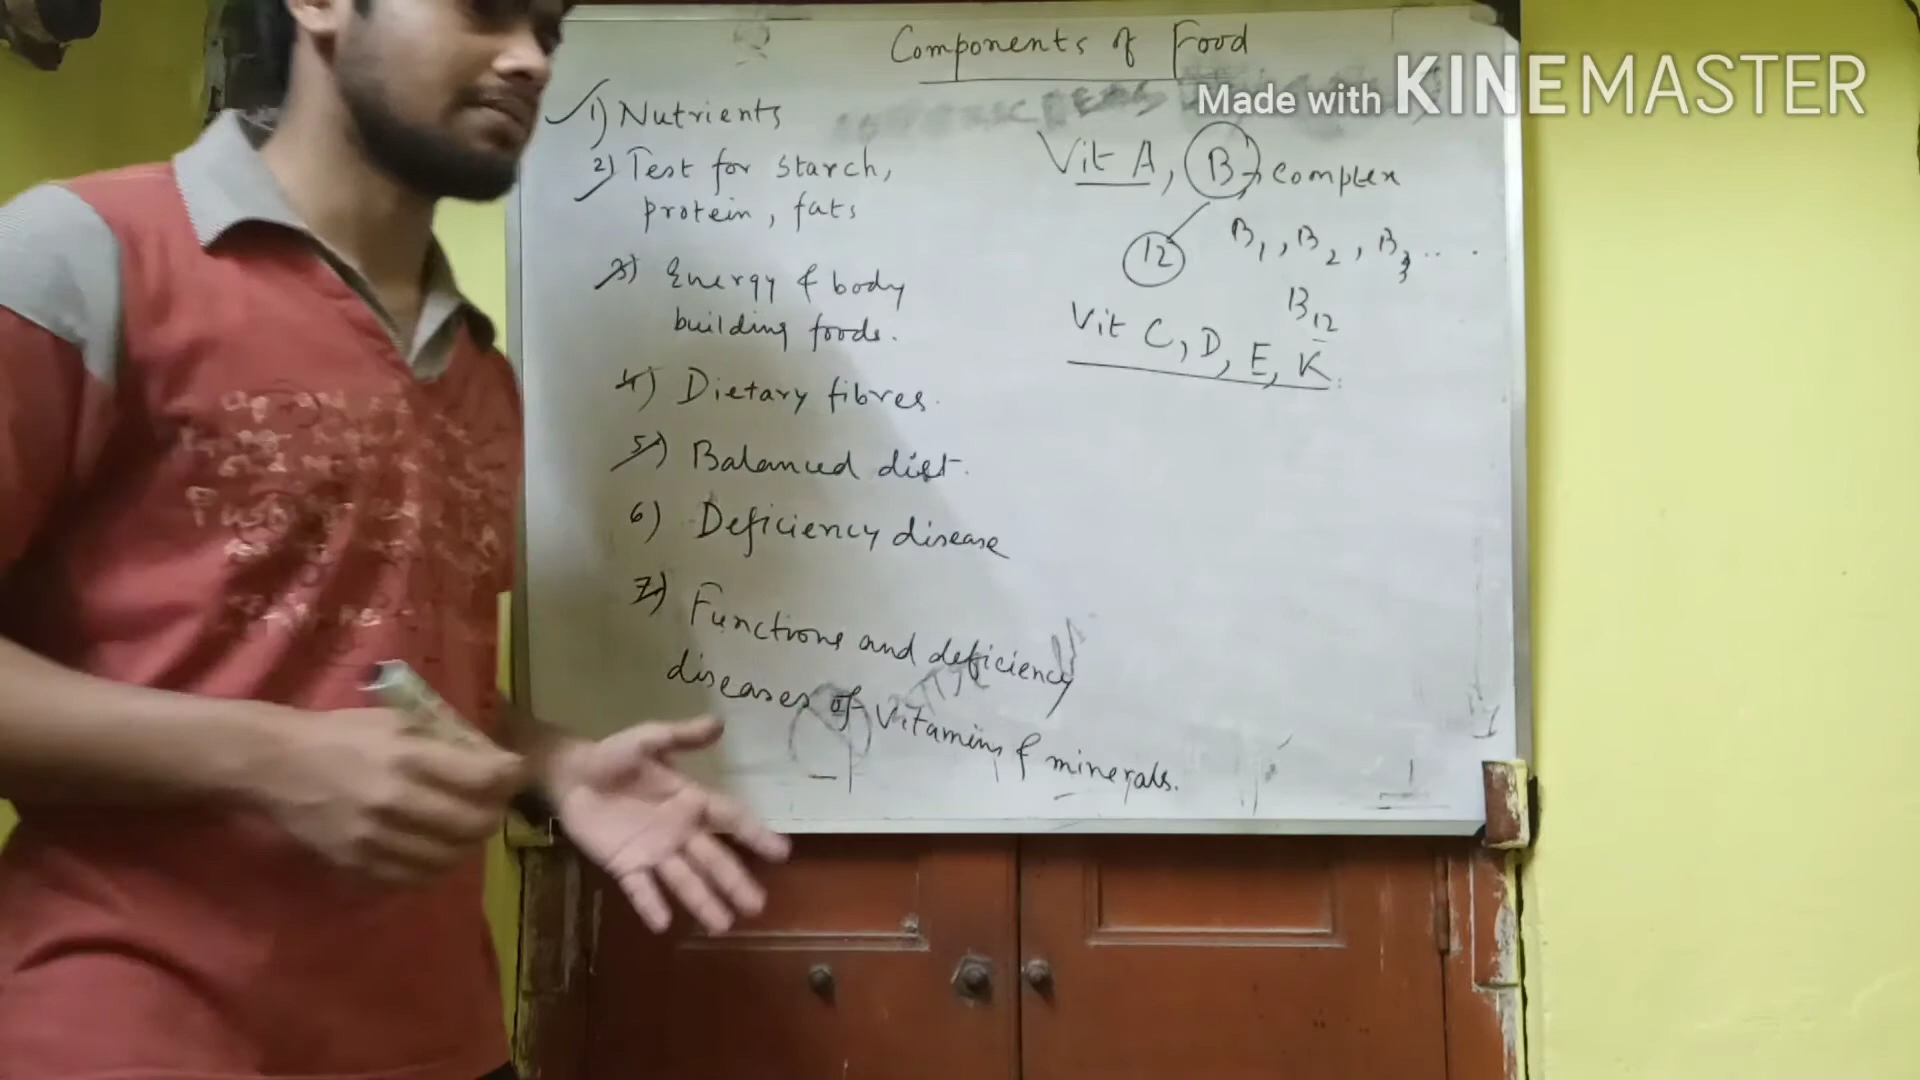 Components of Food
Made with KINEMASTER
1) Nutrients
2) Test for starch,
protein, fats
3) Energy & body
building foods.
4) Dietary fibres.
5) Balanced diet.
6) Deficiency disease
7) Functions and deficiency
diseases of vitamins & minerals.
Vit A, B, complex
12
B1, B2, B3 ...
B12
Vit C, D, E, K